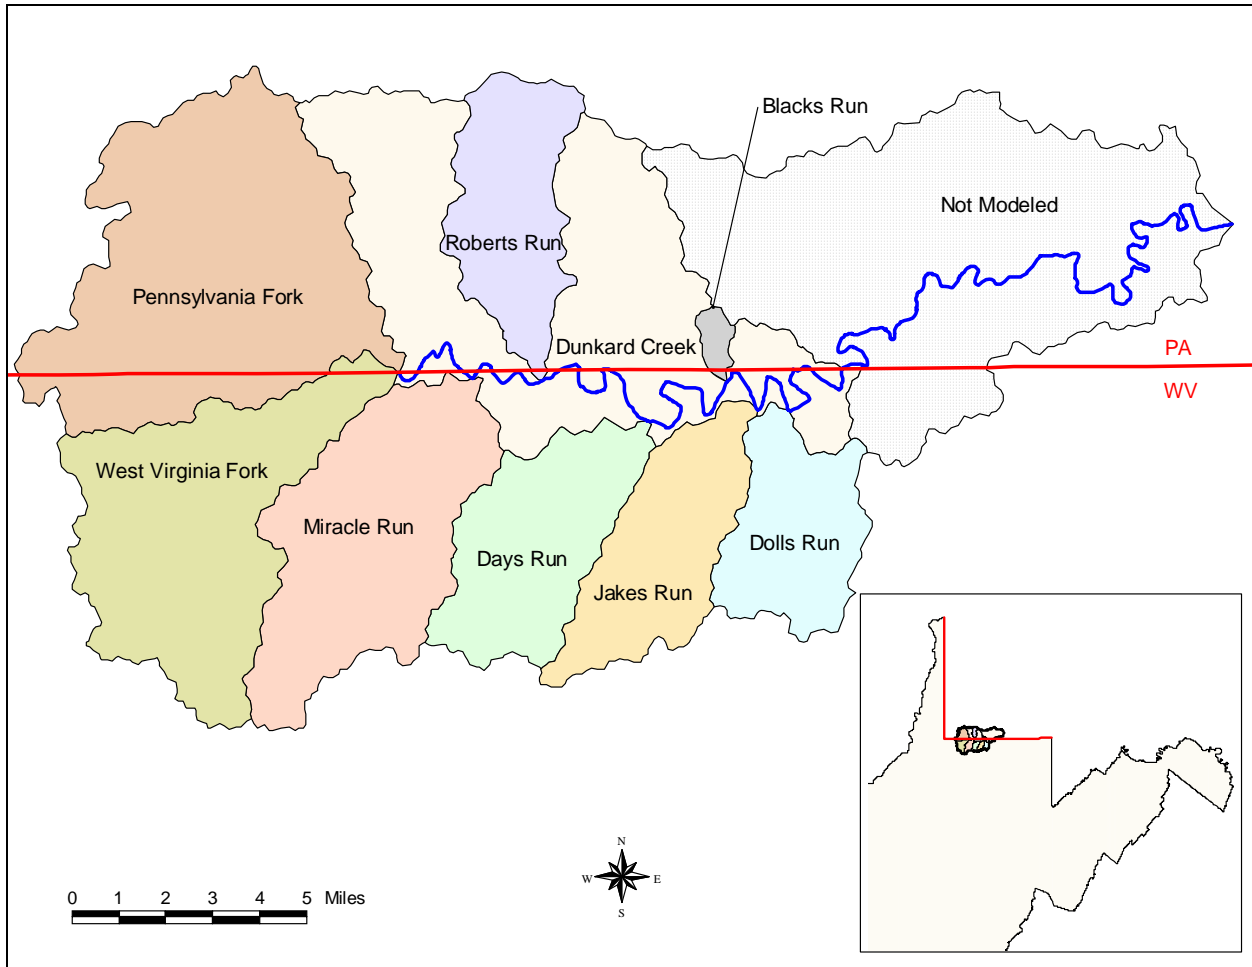 Blacks Run
Not Modeled
Roberts Run
Pennsylvania Fork
Dunkard Creek
PA
WV
West Virginia Fork
Miracle Run
Days Run
Dolls Run
Jakes Run
N
W E
S
0 1 2 3 4 5 Miles